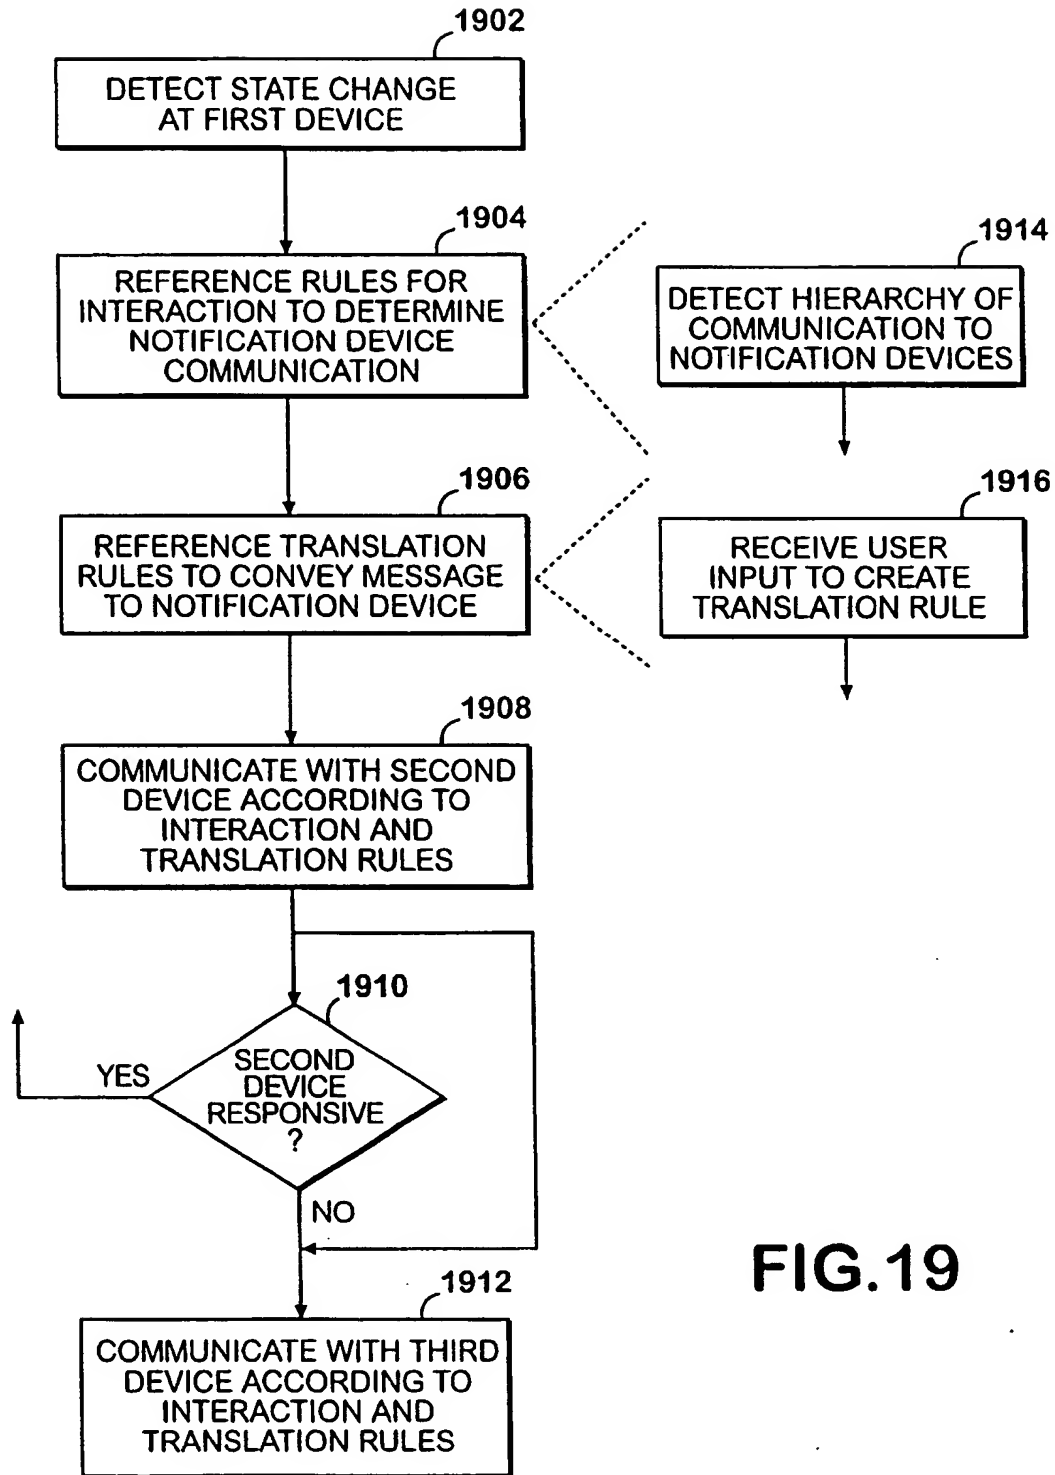 1902
DETECT STATE CHANGE
AT FIRST DEVICE
1904
REFERENCE RULES FOR
INTERACTION TO DETERMINE
NOTIFICATION DEVICE
COMMUNICATION
1914
DETECT HIERARCHY OF
COMMUNICATION TO
NOTIFICATION DEVICES
1906
REFERENCE TRANSLATION
RULES TO CONVEY MESSAGE
TO NOTIFICATION DEVICE
1916
RECEIVE USER
INPUT TO CREATE
TRANSLATION RULE
1908
COMMUNICATE WITH SECOND
DEVICE ACCORDING TO
INTERACTION AND
TRANSLATION RULES
1910
SECOND
DEVICE
RESPONSIVE
?
YES
NO
1912
COMMUNICATE WITH THIRD
DEVICE ACCORDING TO
INTERACTION AND
TRANSLATION RULES
FIG.19